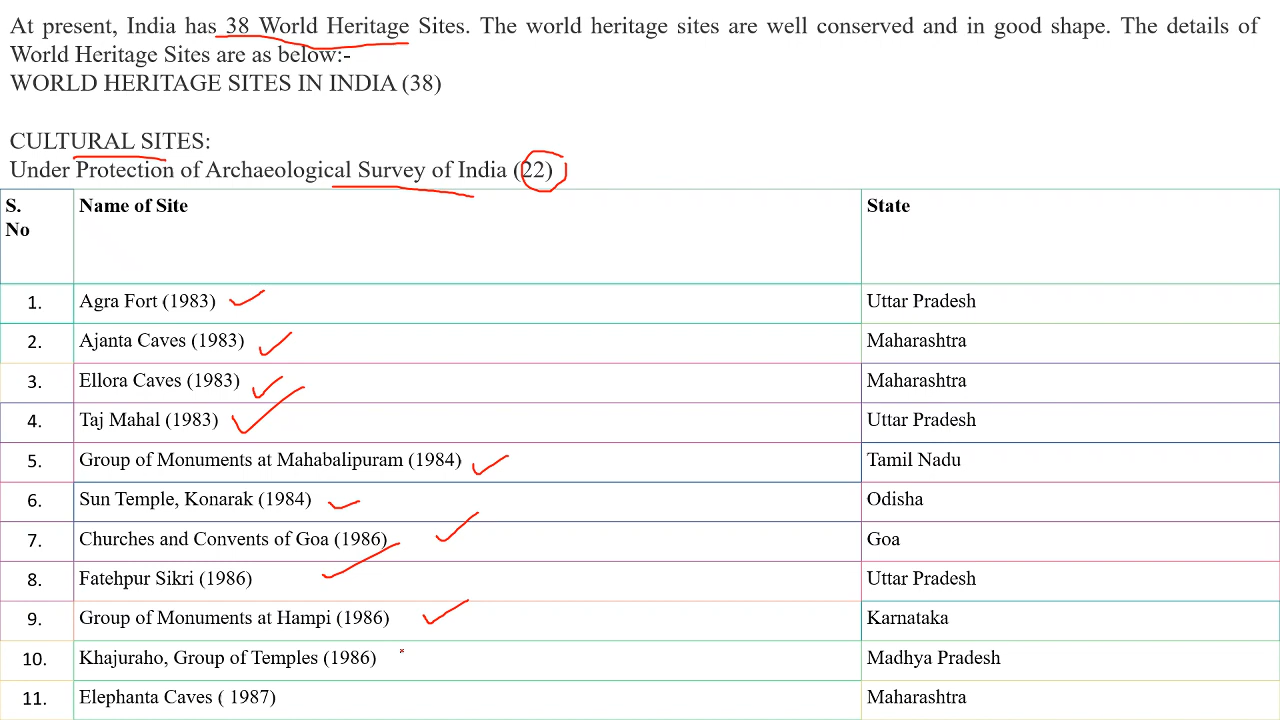 At present, India has 38 World Heritage Sites. The world heritage sites are well conserved and in good shape. The details of
World Heritage Sites are as below:-
WORLD HERITAGE SITES IN INDIA (38)
CULTURAL SITES:
Under Protection of Archaeological Survey of India (22)
S. No Name of Site State
1. Agra Fort (1983) Uttar Pradesh
2. Ajanta Caves (1983) Maharashtra
3. Ellora Caves (1983) Maharashtra
4. Taj Mahal (1983) Uttar Pradesh
5. Group of Monuments at Mahabalipuram (1984) Tamil Nadu
6. Sun Temple, Konarak (1984) Odisha
7. Churches and Convents of Goa (1986) Goa
8. Fatehpur Sikri (1986) Uttar Pradesh
9. Group of Monuments at Hampi (1986) Karnataka
10. Khajuraho, Group of Temples (1986) Madhya Pradesh
11. Elephanta Caves ( 1987) Maharashtra